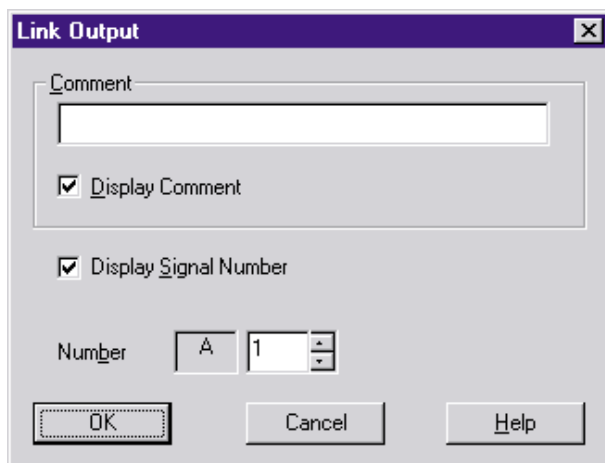 Link Output
Comment
Display Comment
Display Signal Number
Number A 1
OK Cancel Help